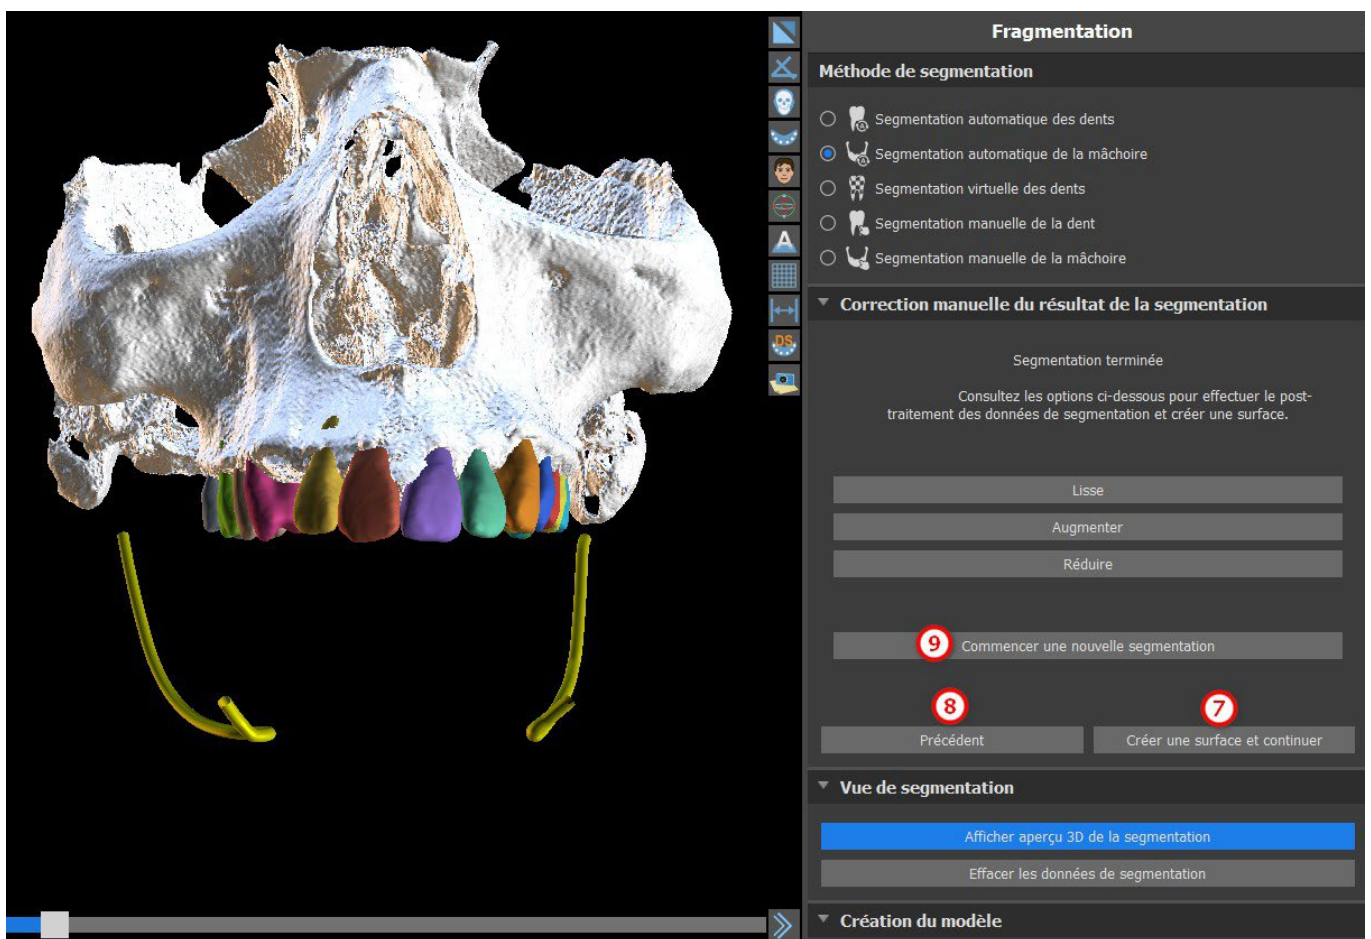 Fragmentation
Méthode de segmentation
Segmentation automatique des dents
Segmentation automatique de la mâchoire
Segmentation virtuelle des dents
Segmentation manuelle de la dent
Segmentation manuelle de la mâchoire
Correction manuelle du résultat de la segmentation
Segmentation terminée
Consultez les options ci-dessous pour effectuer le post-
traitement des données de segmentation et créer une surface.
Lisse
Augmenter
Réduire
9 Commencer une nouvelle segmentation
8 7
Précédent Créer une surface et continuer
Vue de segmentation
Afficher aperçu 3D de la segmentation
Effacer les données de segmentation
Création du modèle
A
DS